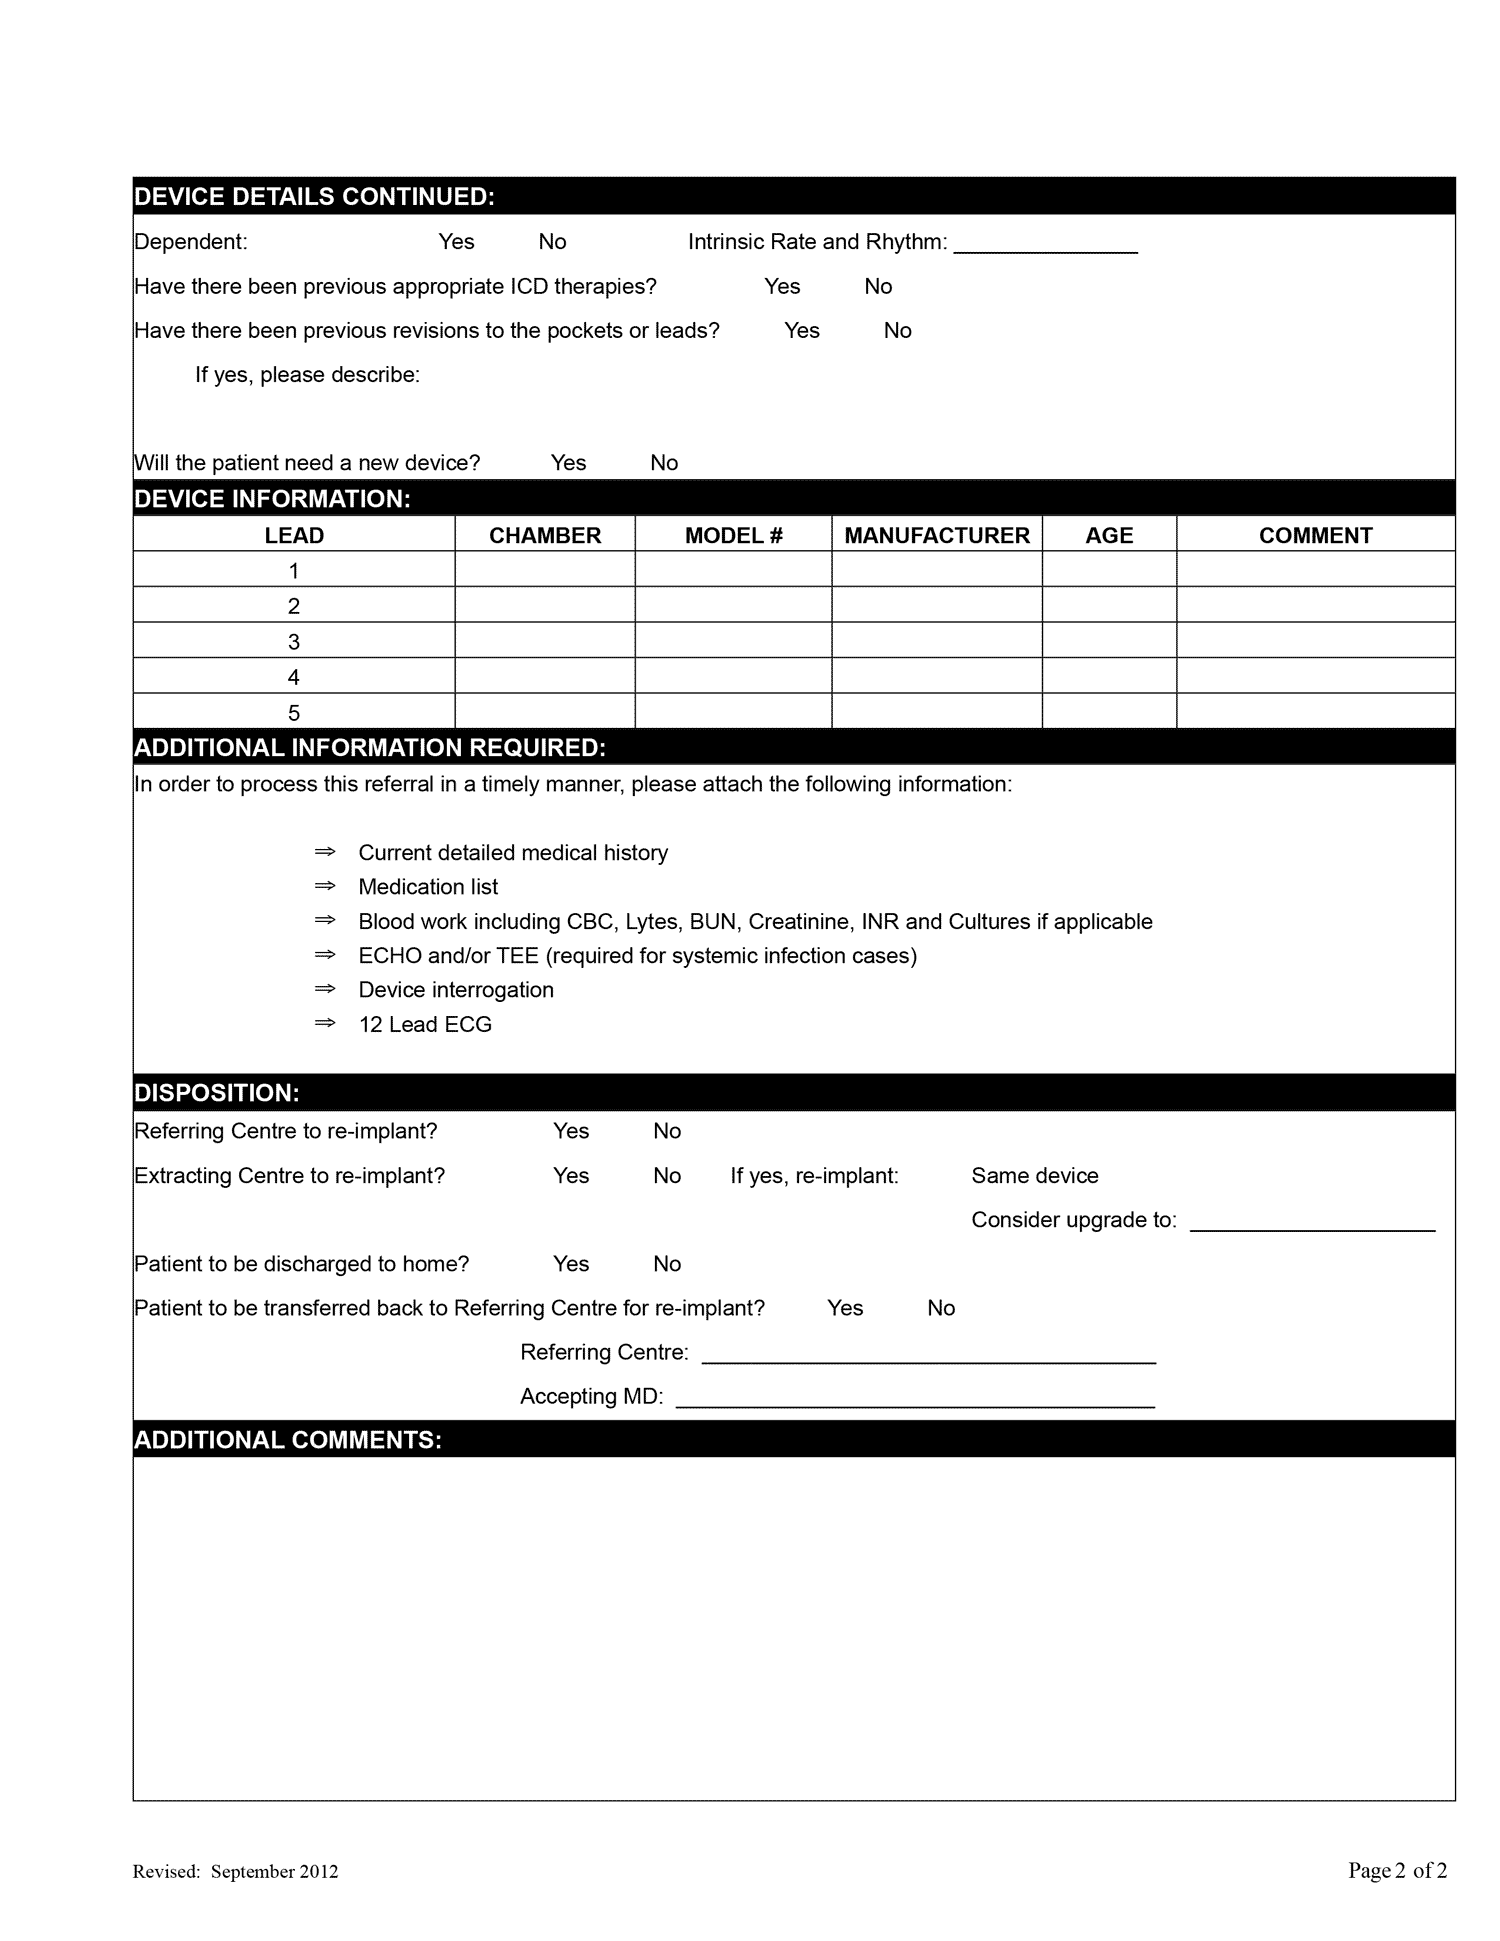 DEVICE DETAILS CONTINUED:
Dependent: Yes No Intrinsic Rate and Rhythm: _______________
Have there been previous appropriate ICD therapies? Yes No
Have there been previous revisions to the pockets or leads? Yes No
If yes, please describe:
Will the patient need a new device? Yes No
DEVICE INFORMATION:
LEAD CHAMBER MODEL # MANUFACTURER AGE COMMENT
1
2
3
4
5
ADDITIONAL INFORMATION REQUIRED:
In order to process this referral in a timely manner, please attach the following information:
⇒ Current detailed medical history
⇒ Medication list
⇒ Blood work including CBC, Lytes, BUN, Creatinine, INR and Cultures if applicable
⇒ ECHO and/or TEE (required for systemic infection cases)
⇒ Device interrogation
⇒ 12 Lead ECG
DISPOSITION:
Referring Centre to re-implant? Yes No
Extracting Centre to re-implant? Yes No If yes, re-implant: Same device
Consider upgrade to: ____________________
Patient to be discharged to home? Yes No
Patient to be transferred back to Referring Centre for re-implant? Yes No
Referring Centre: _____________________________________
Accepting MD: _______________________________________
ADDITIONAL COMMENTS:
Revised: September 2012 Page 2 of 2